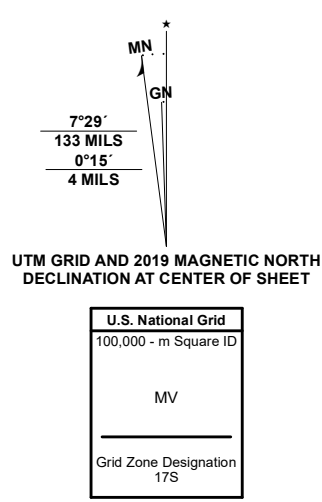 MN
GN
7°29´
133 MILS
0°15´
4 MILS
UTM GRID AND 2019 MAGNETIC NORTH
DECLINATION AT CENTER OF SHEET
U.S. National Grid
100,000 - m Square ID
MV
Grid Zone Designation
17S